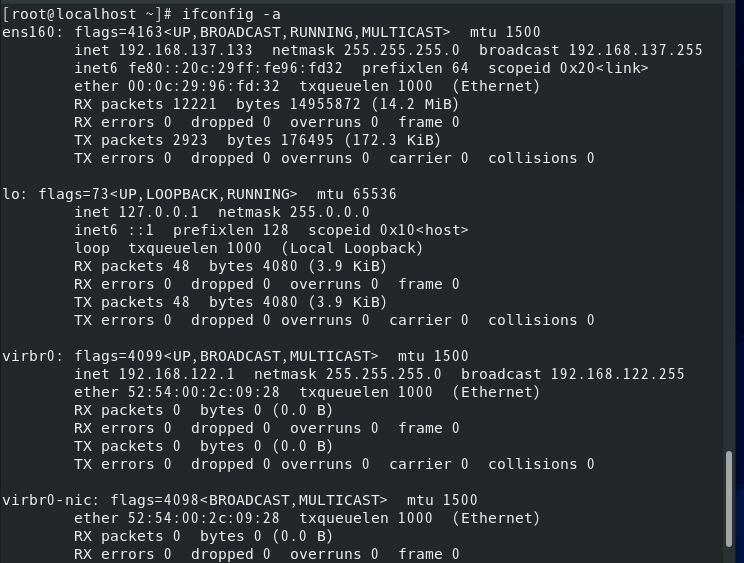 [root@localhost ~]# ifconfig -a
ens160: flags=4163<UP,BROADCAST,RUNNING,MULTICAST>  mtu 1500
        inet 192.168.137.133  netmask 255.255.255.0  broadcast 192.168.137.255
        inet6 fe80::20c:29ff:fe96:fd32  prefixlen 64  scopeid 0x20<link>
        ether 00:0c:29:96:fd:32  txqueuelen 1000  (Ethernet)
        RX packets 12221  bytes 14955872 (14.2 MiB)
        RX errors 0  dropped 0  overruns 0  frame 0
        TX packets 2923  bytes 176495 (172.3 KiB)
        TX errors 0  dropped 0 overruns 0  carrier 0  collisions 0

lo: flags=73<UP,LOOPBACK,RUNNING>  mtu 65536
        inet 127.0.0.1  netmask 255.0.0.0
        inet6 ::1  prefixlen 128  scopeid 0x10<host>
        loop  txqueuelen 1000  (Local Loopback)
        RX packets 48  bytes 4080 (3.9 KiB)
        RX errors 0  dropped 0  overruns 0  frame 0
        TX packets 48  bytes 4080 (3.9 KiB)
        TX errors 0  dropped 0 overruns 0  carrier 0  collisions 0

virbr0: flags=4099<UP,BROADCAST,MULTICAST>  mtu 1500
        inet 192.168.122.1  netmask 255.255.255.0  broadcast 192.168.122.255
        ether 52:54:00:2c:09:28  txqueuelen 1000  (Ethernet)
        RX packets 0  bytes 0 (0.0 B)
        RX errors 0  dropped 0  overruns 0  frame 0
        TX packets 0  bytes 0 (0.0 B)
        TX errors 0  dropped 0 overruns 0  carrier 0  collisions 0

virbr0-nic: flags=4098<BROADCAST,MULTICAST>  mtu 1500
        ether 52:54:00:2c:09:28  txqueuelen 1000  (Ethernet)
        RX packets 0  bytes 0 (0.0 B)
        RX errors 0  dropped 0  overruns 0  frame 0